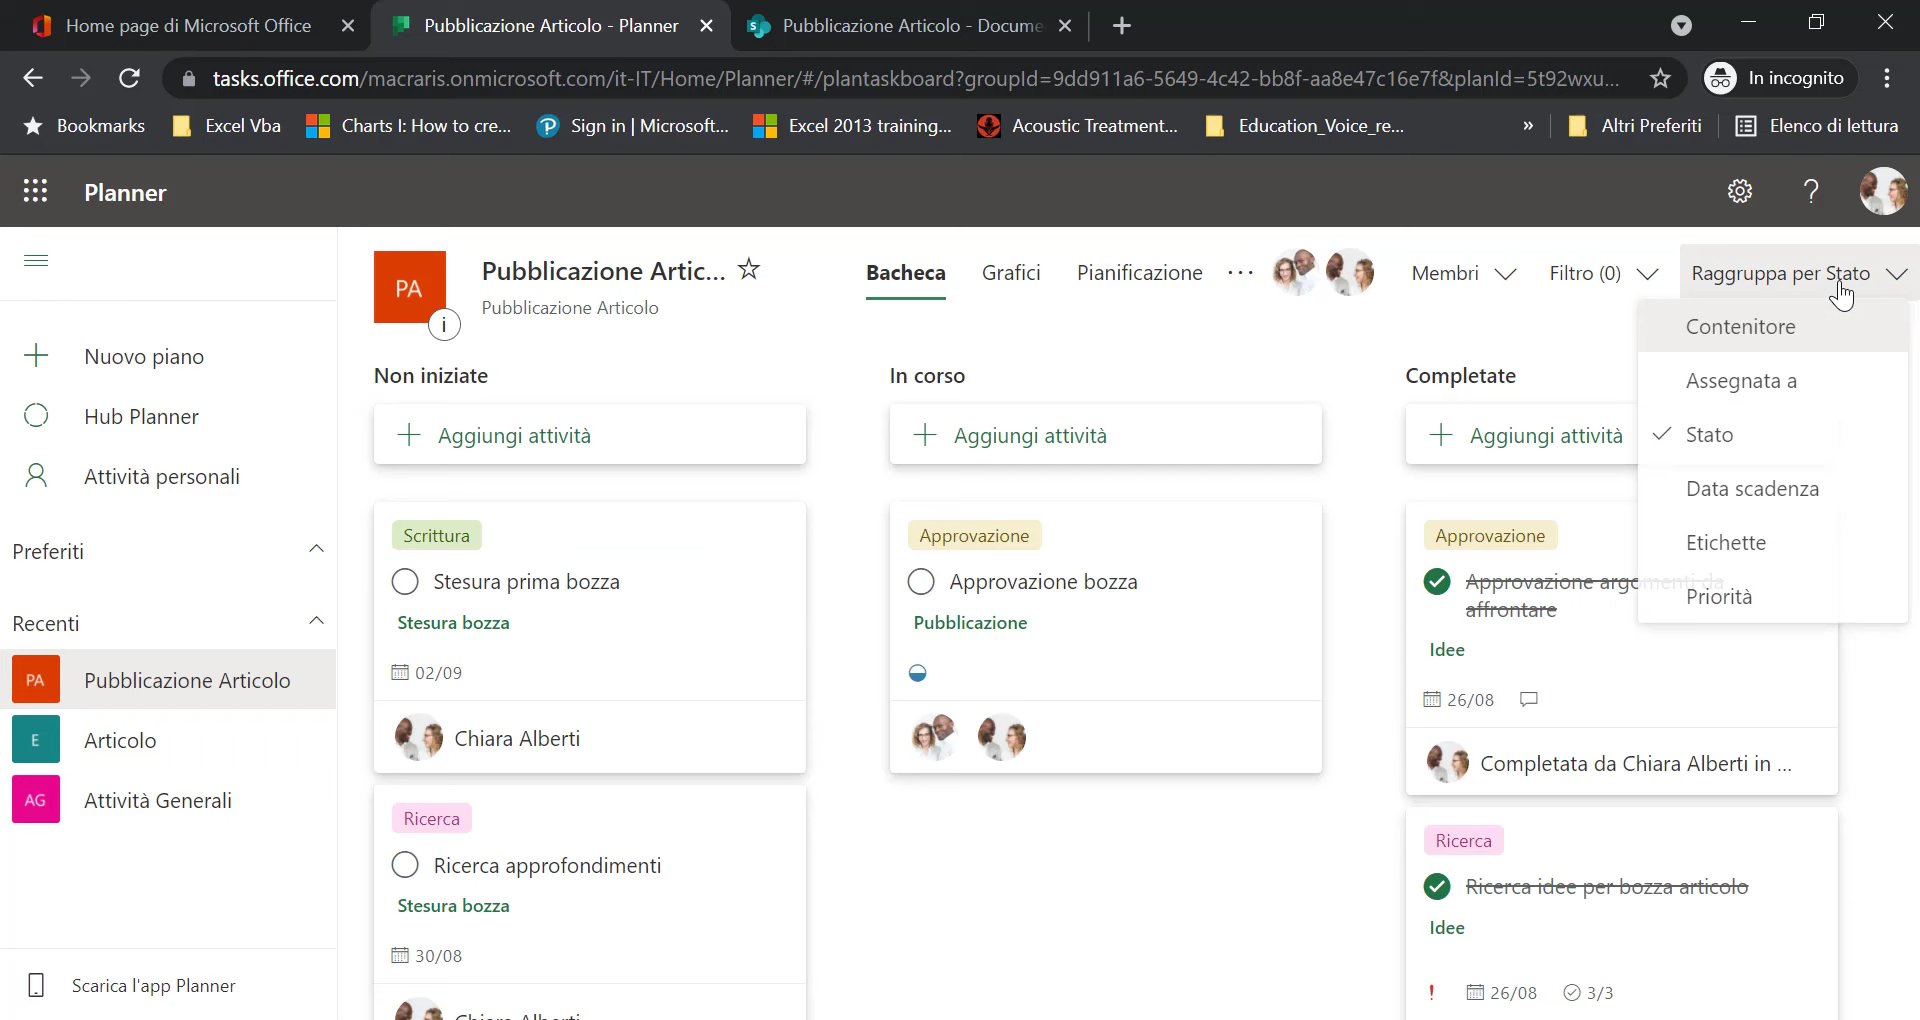 Home page di Microsoft Office
Pubblicazione Articolo - Planner
Pubblicazione Articolo - Docume
tasks.office.com/macraris.onmicrosoft.com/it-IT/Home/Planner/#/plantaskboard?groupId=9dd911a6-5649-4c42-bb8f-aa8e47c16e7f&planId=5t92wxu...
In incognito
Bookmarks
Excel Vba
Charts I: How to cre...
Sign in | Microsoft...
Excel 2013 training...
Acoustic Treatment...
Education_Voice_re...
»
Altri Preferiti
Elenco di lettura
Planner
?
Nuovo piano
Hub Planner
Attività personali
Preferiti
Recenti
PA
Pubblicazione Articolo
E
Articolo
AG
Attività Generali
Scarica l'app Planner
PA
i
Pubblicazione Artic...
Pubblicazione Articolo
Bacheca
Grafici
Pianificazione
...
Membri
Filtro (0)
Raggruppa per Stato
Contenitore
Assegnata a
Stato
Data scadenza
Etichette
Priorità
Non iniziate
Aggiungi attività
Scrittura
Stesura prima bozza
Stesura bozza
02/09
Chiara Alberti
Ricerca
Ricerca approfondimenti
Stesura bozza
30/08
Chiara Alberti
In corso
Aggiungi attività
Approvazione
Approvazione bozza
Pubblicazione
Completate
Aggiungi attività
Approvazione
Approvazione argomenti da
affrontare
Idee
26/08
Completata da Chiara Alberti in ...
Ricerca
Ricerca idee per bozza articolo
Idee
! 26/08 3/3